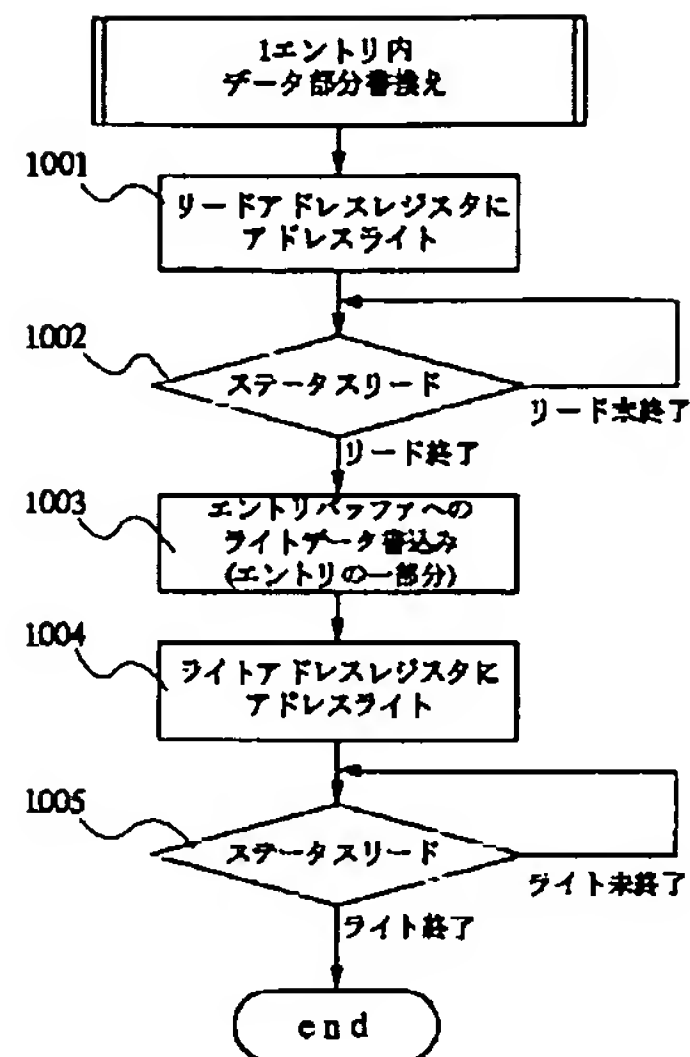 1エントリ内
データ部分書換え
1001
リードアドレスレジスタに
アドレスライト
1002
ステータスリード
リード未終了
リード終了
1003
エントリバッファへの
ライトデータ書込み
(エントリの一部分)
1004
ライトアドレスレジスタに
アドレスライト
1005
ステータスリード
ライト未終了
ライト終了
end